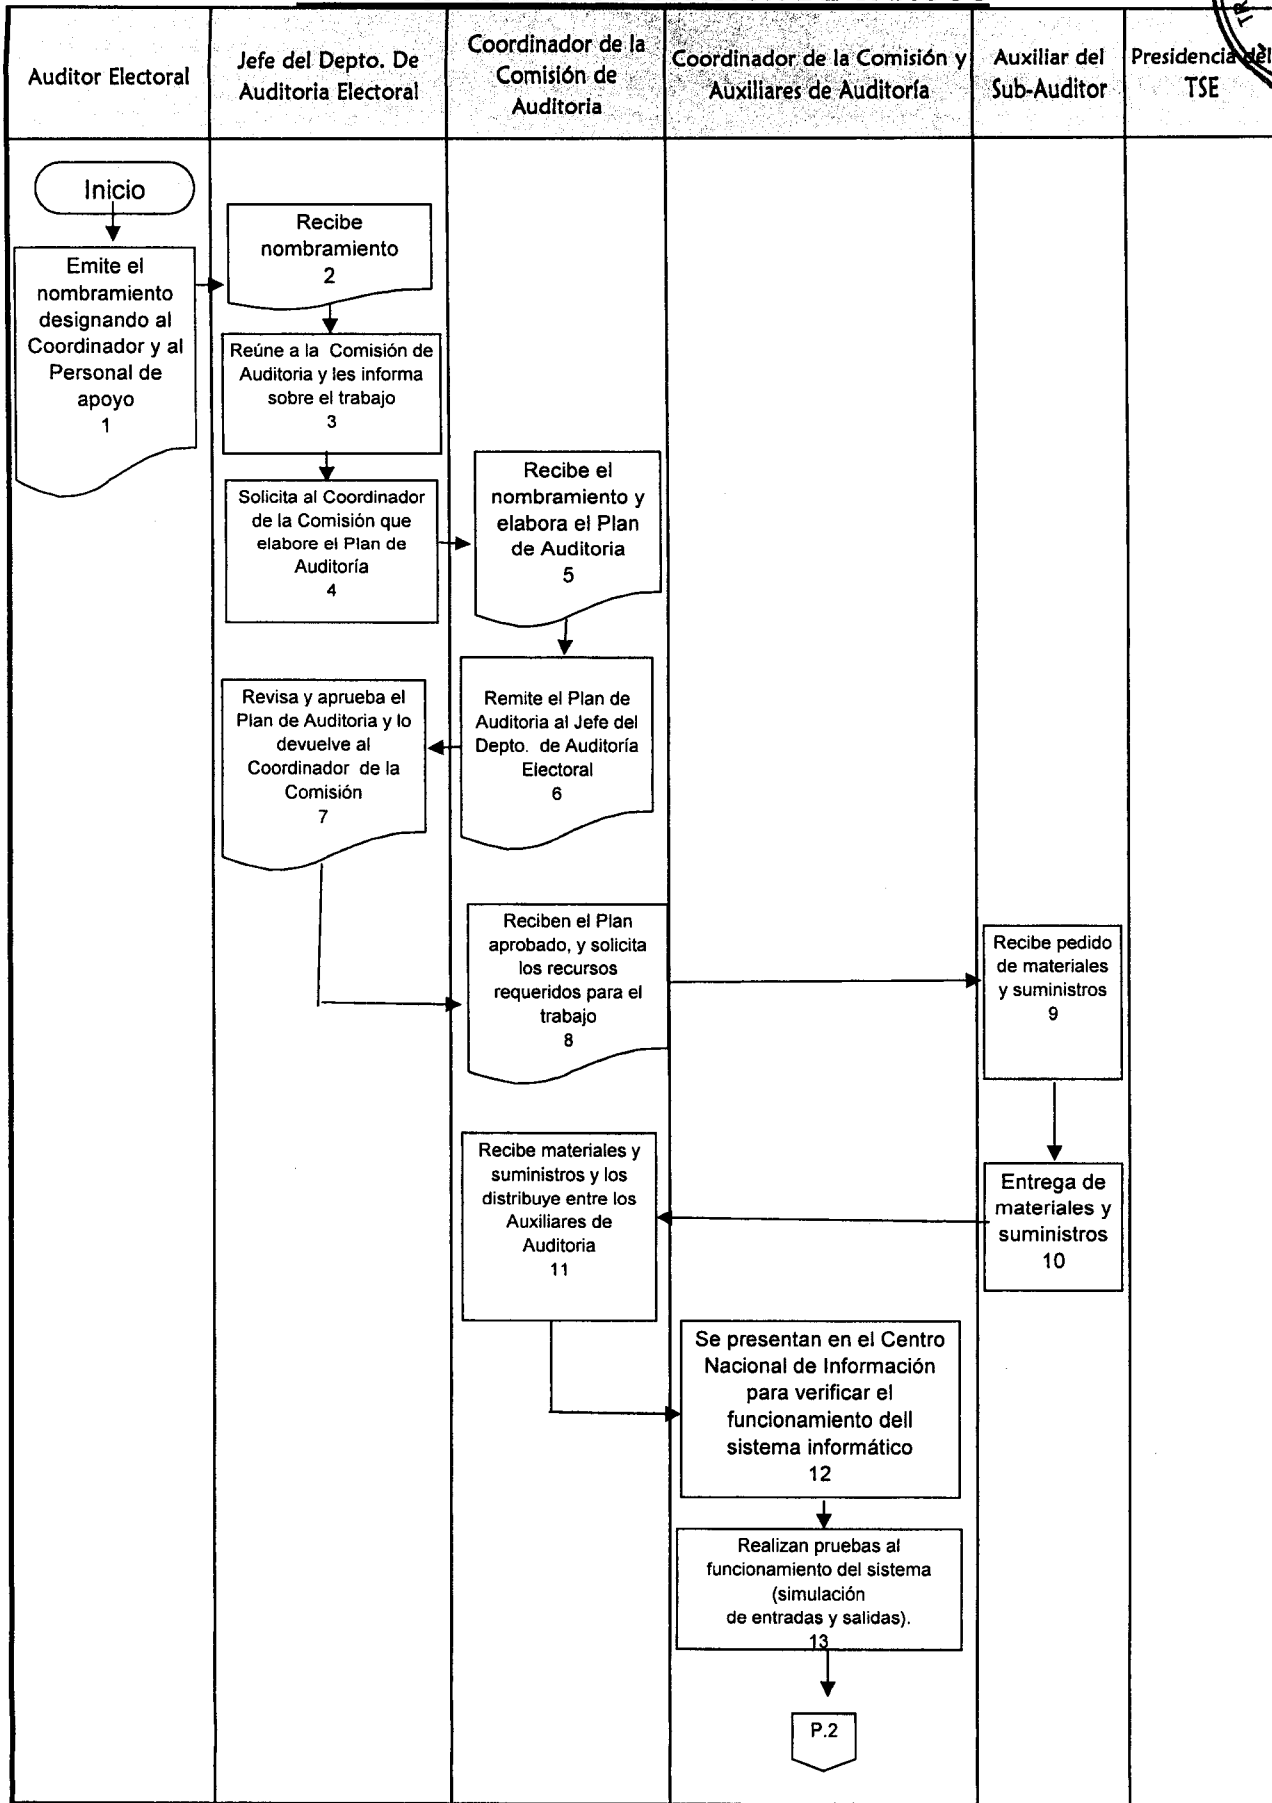 Auditor Electoral
Jefe del Depto. De
Auditoria Electoral
Coordinador de la
Comisión de
Auditoria
Coordinador de la Comisión y
Auxiliares de Auditoría
Auxiliar del
Sub-Auditor
Presidencia del
TSE
Inicio
Emite el
nombramiento
designando al
Coordinador y al
Personal de
apoyo
1
Recibe
nombramiento
2
Reúne a la Comisión de
Auditoria y les informa
sobre el trabajo
3
Solicita al Coordinador
de la Comisión que
elabore el Plan de
Auditoría
4
Recibe el
nombramiento y
elabora el Plan
de Auditoria
5
Remite el Plan de
Auditoria al Jefe del
Depto. de Auditoría
Electoral
6
Revisa y aprueba el
Plan de Auditoria y lo
devuelve al
Coordinador de la
Comisión
7
Reciben el Plan
aprobado, y solicita
los recursos
requeridos para el
trabajo
8
Recibe pedido
de materiales
y suministros
9
Entrega de
materiales y
suministros
10
Recibe materiales y
suministros y los
distribuye entre los
Auxiliares de
Auditoria
11
Se presentan en el Centro
Nacional de Información
para verificar el
funcionamiento dell
sistema informático
12
Realizan pruebas al
funcionamiento del sistema
(simulación
de entradas y salidas).
13
P.2